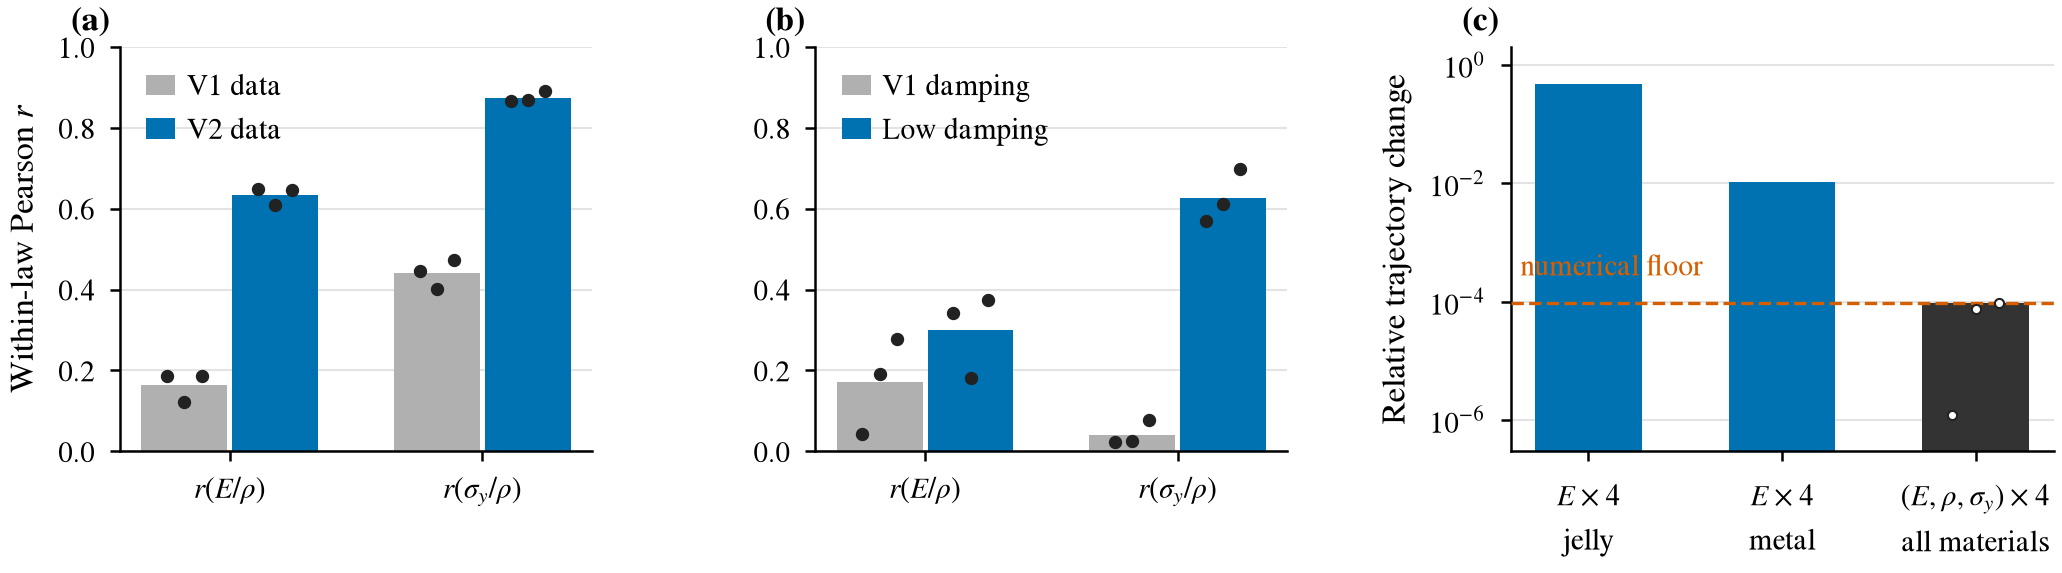 (a)
Within-law Pearson r
1.0
0.8
0.6
0.4
0.2
0.0
V1 data
V2 data
r(E/ρ)
r(σ_y/ρ)
(b)
1.0
0.8
0.6
0.4
0.2
0.0
V1 damping
Low damping
r(E/ρ)
r(σ_y/ρ)
(c)
Relative trajectory change
10⁰
10⁻²
10⁻⁴
10⁻⁶
numerical floor
E × 4
jelly
E × 4
metal
(E, ρ, σ_y) × 4
all materials